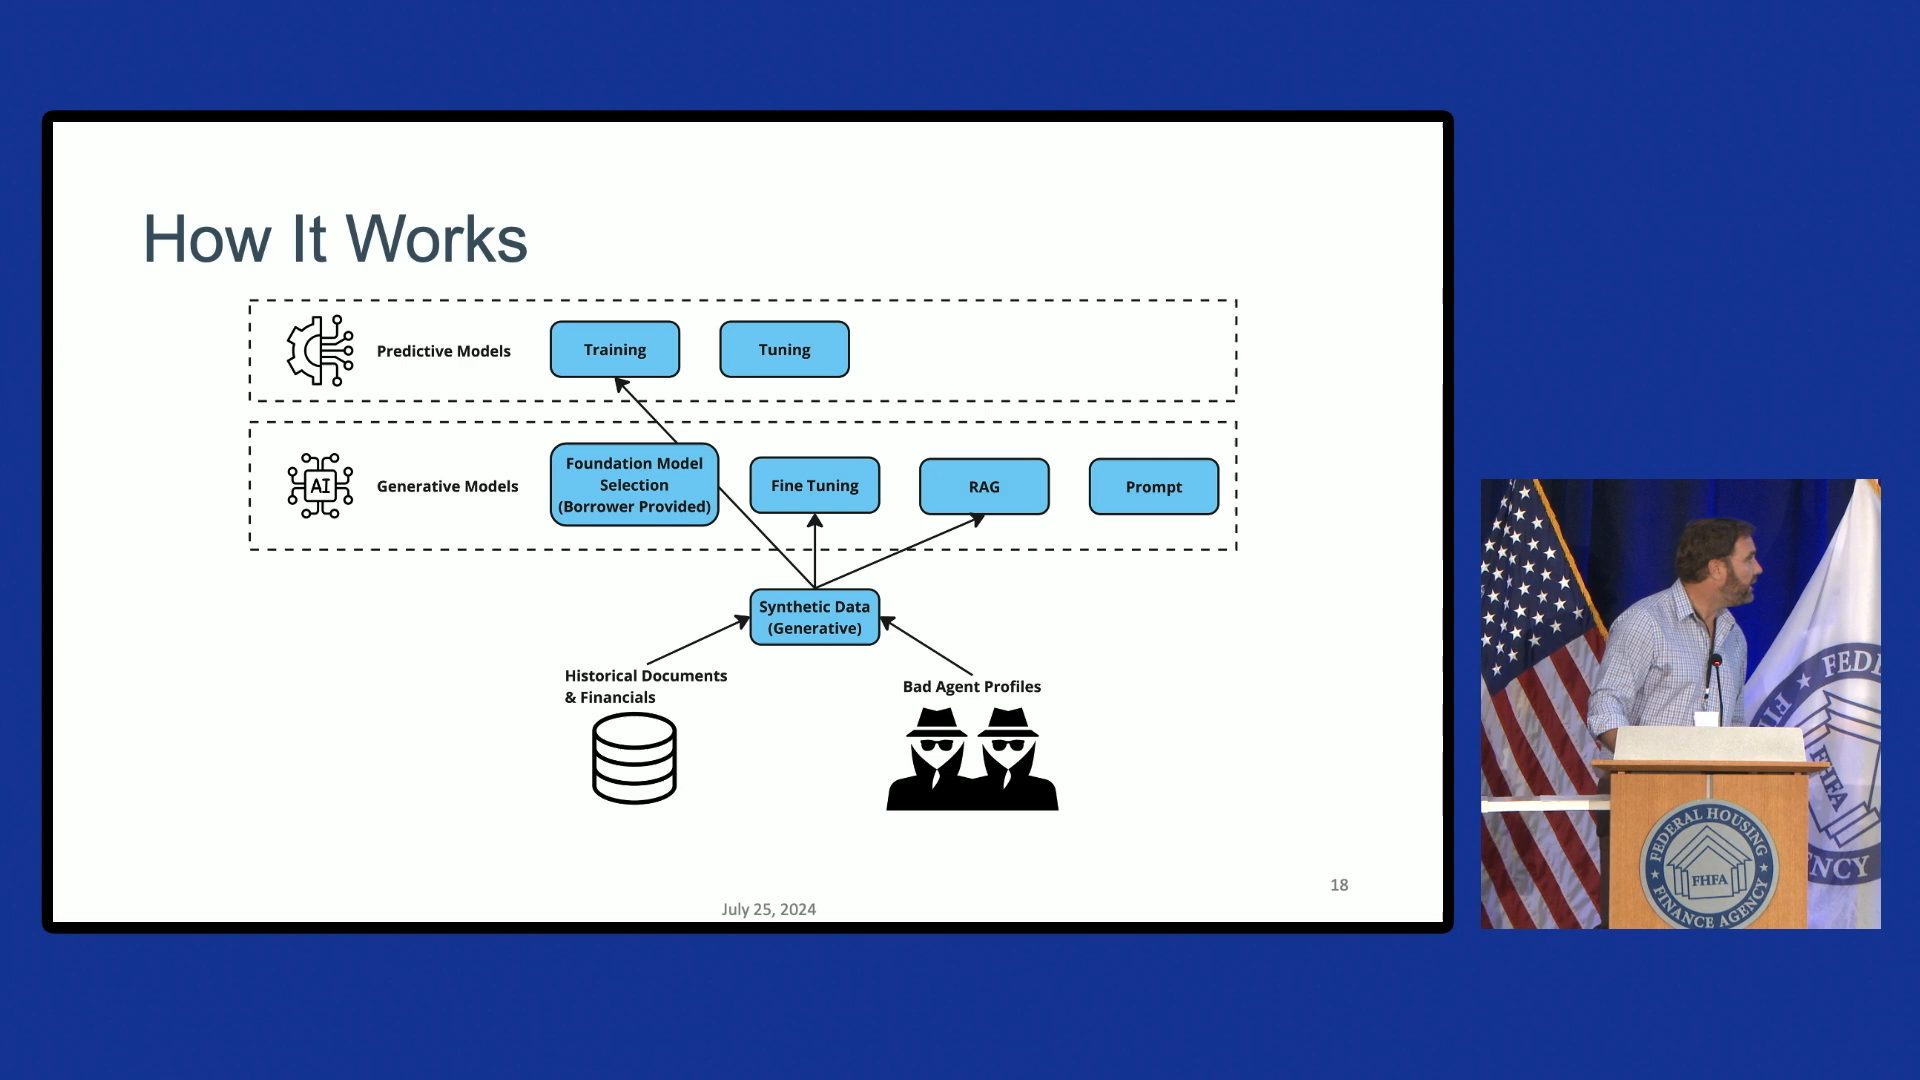 How It Works
Predictive Models
Training
Tuning
Generative Models
AI
Foundation Model
Selection
(Borrower Provided)
Fine Tuning
RAG
Prompt
Synthetic Data
(Generative)
Historical Documents
& Financials
Bad Agent Profiles
18
July 25, 2024
FEDERAL HOUSING
FINANCE AGENCY
FHFA
FHFA